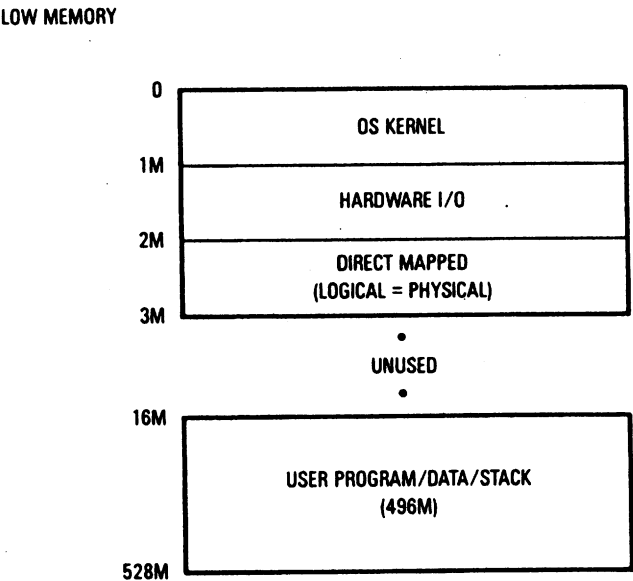 LOW MEMORY
0
OS KERNEL
1M
HARDWARE I/O
2M
DIRECT MAPPED
(LOGICAL = PHYSICAL)
3M
UNUSED
16M
USER PROGRAM/DATA/STACK
(496M)
528M